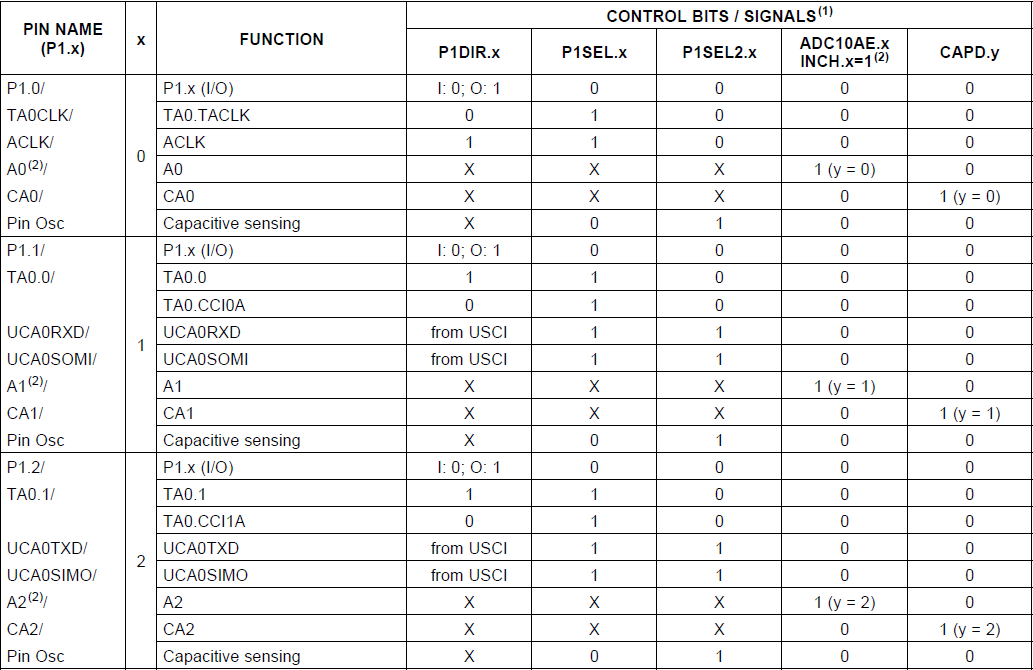 PIN NAME (P1.x) x FUNCTION CONTROL BITS / SIGNALS(1)
P1DIR.x P1SEL.x P1SEL2.x ADC10AE.x INCH.x=1(2) CAPD.y
P1.0/ 0 P1.x (I/O) I: 0; O: 1 0 0 0 0
TA0CLK/ TA0.TACLK 0 1 0 0 0
ACLK/ ACLK 1 1 0 0 0
A0(2)/ A0 X X X 1 (y = 0) 0
CA0/ CA0 X X X 0 1 (y = 0)
Pin Osc Capacitive sensing X 0 1 0 0
P1.1/ 1 P1.x (I/O) I: 0; O: 1 0 0 0 0
TA0.0/ TA0.0 1 1 0 0 0
TA0.CCI0A 0 1 0 0 0
UCA0RXD/ UCA0RXD from USCI 1 1 0 0
UCA0SOMI/ UCA0SOMI from USCI 1 1 0 0
A1(2)/ A1 X X X 1 (y = 1) 0
CA1/ CA1 X X X 0 1 (y = 1)
Pin Osc Capacitive sensing X 0 1 0 0
P1.2/ 2 P1.x (I/O) I: 0; O: 1 0 0 0 0
TA0.1/ TA0.1 1 1 0 0 0
TA0.CCI1A 0 1 0 0 0
UCA0TXD/ UCA0TXD from USCI 1 1 0 0
UCA0SIMO/ UCA0SIMO from USCI 1 1 0 0
A2(2)/ A2 X X X 1 (y = 2) 0
CA2/ CA2 X X X 0 1 (y = 2)
Pin Osc Capacitive sensing X 0 1 0 0